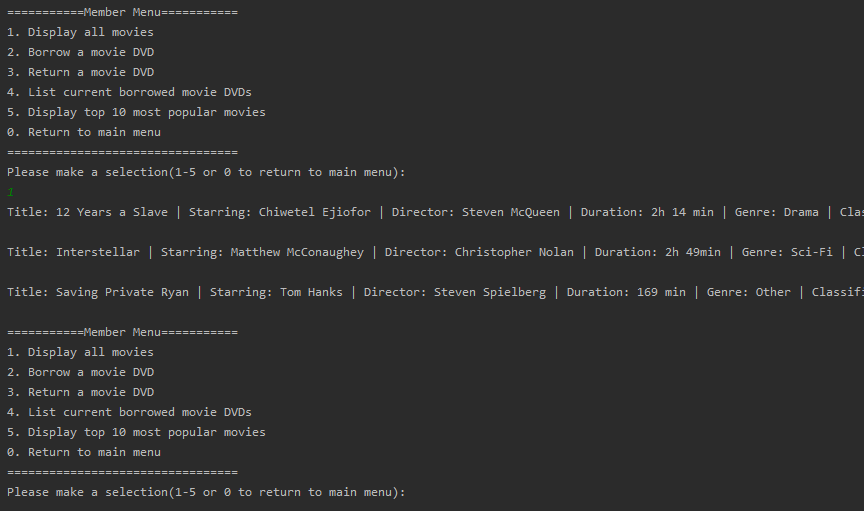 ===========Member Menu===========
1. Display all movies
2. Borrow a movie DVD
3. Return a movie DVD
4. List current borrowed movie DVDs
5. Display top 10 most popular movies
0. Return to main menu
=================================
Please make a selection(1-5 or 0 to return to main menu):
1
Title: 12 Years a Slave | Starring: Chiwetel Ejiofor | Director: Steven McQueen | Duration: 2h 14 min | Genre: Drama | Clas
Title: Interstellar | Starring: Matthew McConaughey | Director: Christopher Nolan | Duration: 2h 49min | Genre: Sci-Fi | Cl
Title: Saving Private Ryan | Starring: Tom Hanks | Director: Steven Spielberg | Duration: 169 min | Genre: Other | Classifi
===========Member Menu===========
1. Display all movies
2. Borrow a movie DVD
3. Return a movie DVD
4. List current borrowed movie DVDs
5. Display top 10 most popular movies
0. Return to main menu
=================================
Please make a selection(1-5 or 0 to return to main menu):